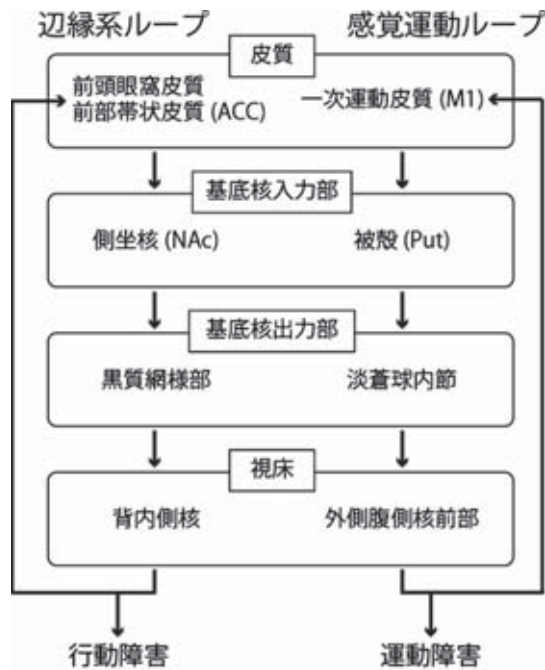 辺縁系ループ
感覚運動ループ
皮質
前頭眼窩皮質
前部帯状皮質 (ACC)
一次運動皮質 (M1)
基底核入力部
側坐核 (NAc)
被殻 (Put)
基底核出力部
黒質網様部
淡蒼球内節
視床
背内側核
外側腹側核前部
行動障害
運動障害